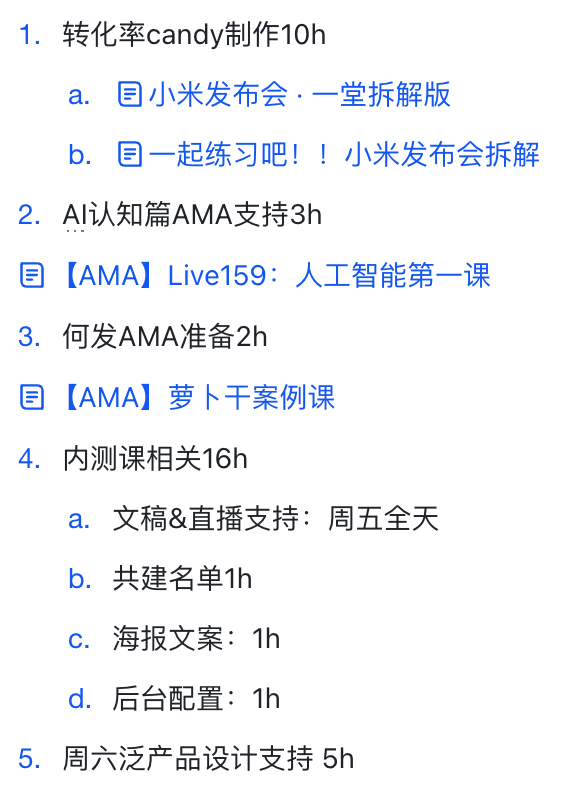 1. 转化率candy制作10h
a. 小米发布会 · 一堂拆解版
b. 一起练习吧！！小米发布会拆解
2. AI认知篇AMA支持3h
【AMA】Live159：人工智能第一课
3. 何发AMA准备2h
【AMA】萝卜干案例课
4. 内测课相关16h
a. 文稿&直播支持：周五全天
b. 共建名单1h
c. 海报文案：1h
d. 后台配置：1h
5. 周六泛产品设计支持 5h